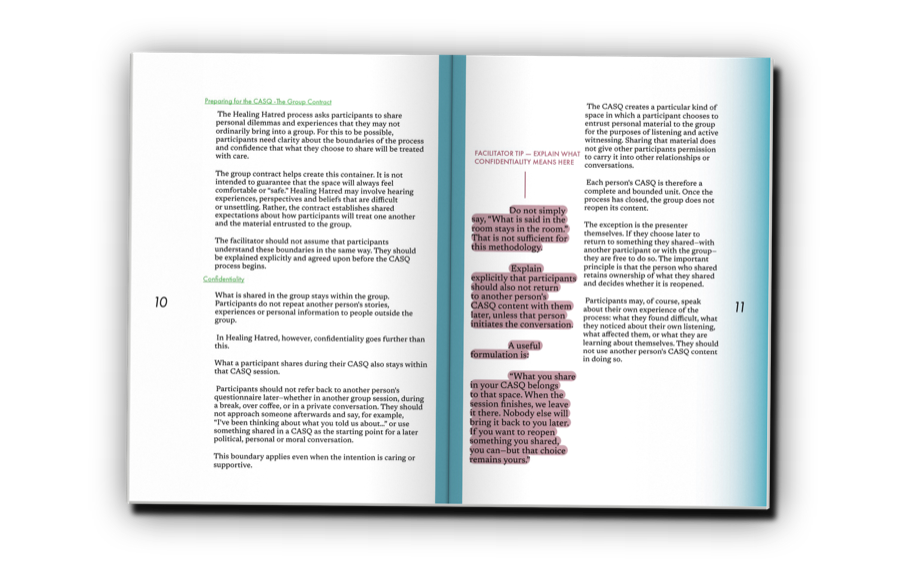 Preparing for the CASQ -The Group Contract
The Healing Hatred process asks participants to share
personal dilemmas and experiences that they may not
ordinarily bring into a group. For this to be possible,
participants need clarity about the boundaries of the process
and confidence that what they choose to share will be treated
with care.
The group contract helps create this container. It is not
intended to guarantee that the space will always feel
comfortable or "safe." Healing Hatred may involve hearing
experiences, perspectives and beliefs that are difficult
or unsettling. Rather, the contract establishes shared
expectations about how participants will treat one another
and the material entrusted to the group.
The facilitator should not assume that participants
understand these boundaries in the same way. They should
be explained explicitly and agreed upon before the CASQ
process begins.
Confidentiality
What is shared in the group stays within the group.
Participants do not repeat another person's stories,
experiences or personal information to people outside the
group.
In Healing Hatred, however, confidentiality goes further than
this.
What a participant shares during their CASQ also stays within
that CASQ session.
Participants should not refer back to another person's
questionnaire later—whether in another group session, during
a break, over coffee, or in a private conversation. They should
not approach someone afterwards and say, for example,
"I've been thinking about what you told us about..." or use
something shared in a CASQ as the starting point for a later
political, personal or moral conversation.
This boundary applies even when the intention is caring or
supportive.
10
FACILITATOR TIP — EXPLAIN WHAT
CONFIDENTIALITY MEANS HERE
Do not simply
say, "What is said in the
room stays in the room."
That is not sufficient for
this methodology.
Explain
explicitly that participants
should also not return
to another person's
CASQ content with them
later, unless that person
initiates the conversation.
A useful
formulation is:
"What you share
in your CASQ belongs
to that space. When the
session finishes, we leave
it there. Nobody else will
bring it back to you later.
If you want to reopen
something you shared,
you can—but that choice
remains yours."
The CASQ creates a particular kind of
space in which a participant chooses to
entrust personal material to the group
for the purposes of listening and active
witnessing. Sharing that material does
not give other participants permission
to carry it into other relationships or
conversations.
Each person's CASQ is therefore a
complete and bounded unit. Once the
process has closed, the group does not
reopen its content.
The exception is the presenter
themselves. If they choose later to
return to something they shared—with
another participant or with the group—
they are free to do so. The important
principle is that the person who shared
retains ownership of what they shared
and decides whether it is reopened.
Participants may, of course, speak
about their own experience of the
process: what they found difficult, what
they noticed about their own listening,
what affected them, or what they are
learning about themselves. They should
not use another person's CASQ content
in doing so.
11